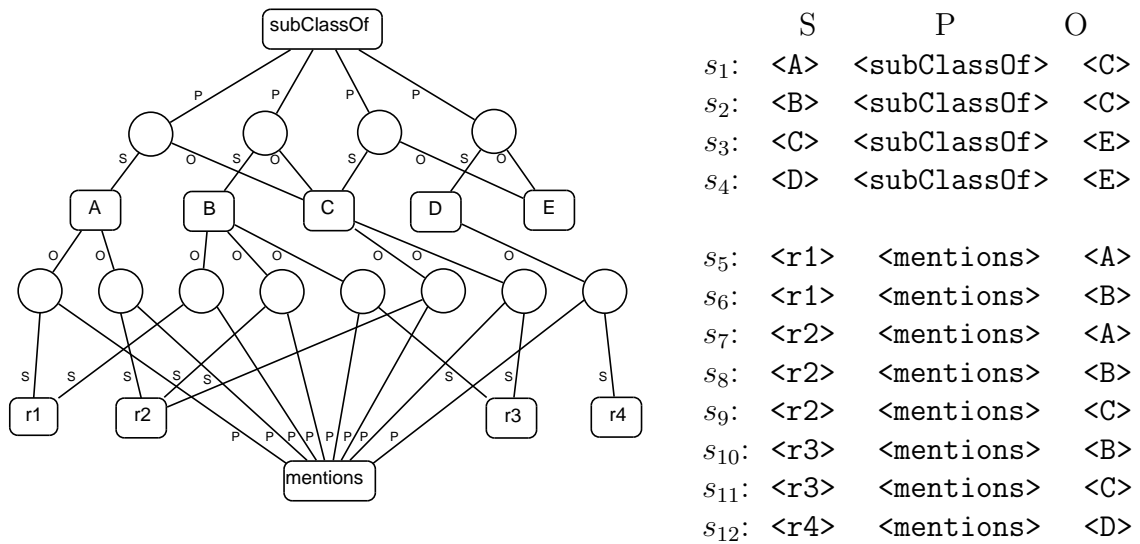 subClassOf
P P P P
S O S O S O S O
A B C D E
O O O O O O O
S S S S S S S
r1 r2 r3 r4
P P P P P P P P
mentions
S P O
s1: <A> <subClassOf> <C>
s2: <B> <subClassOf> <C>
s3: <C> <subClassOf> <E>
s4: <D> <subClassOf> <E>
s5: <r1> <mentions> <A>
s6: <r1> <mentions> <B>
s7: <r2> <mentions> <A>
s8: <r2> <mentions> <B>
s9: <r2> <mentions> <C>
s10: <r3> <mentions> <B>
s11: <r3> <mentions> <C>
s12: <r4> <mentions> <D>